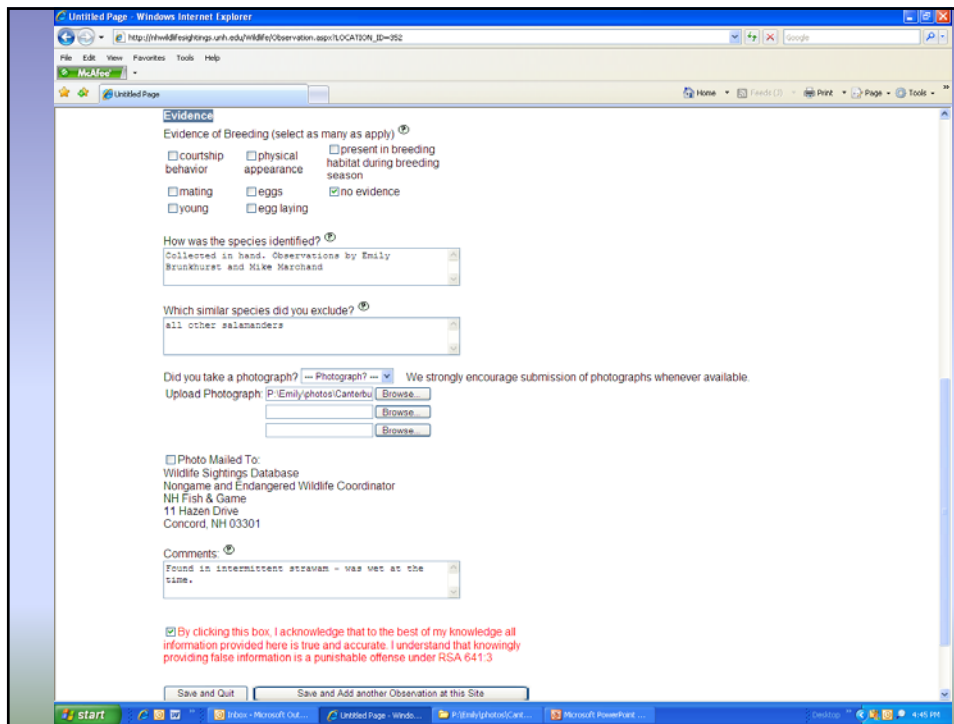 Untitled Page - Windows Internet Explorer
http://nhwildlifesightings.unh.edu/Wildlife/Observation.aspx?LOCATION_ID=352
Google
File Edit View Favorites Tools Help
McAfee
Untitled Page
Home Feeds (J) Print Page Tools
Evidence
Evidence of Breeding (select as many as apply)
courtship behavior
physical appearance
present in breeding habitat during breeding season
mating
eggs
no evidence
young
egg laying
How was the species identified?
Collected in hand. Observations by Emily
Brunkhurst and Mike Marchand
Which similar species did you exclude?
all other salamanders
Did you take a photograph? --- Photograph? --- We strongly encourage submission of photographs whenever available.
Upload Photograph: P:\Emily\photos\Canterbu Browse...
Browse...
Browse...
Photo Mailed To:
Wildlife Sightings Database
Nongame and Endangered Wildlife Coordinator
NH Fish & Game
11 Hazen Drive
Concord, NH 03301
Comments:
Found in intermittent stravam - was wet at the
time.
By clicking this box, I acknowledge that to the best of my knowledge all
information provided here is true and accurate. I understand that knowingly
providing false information is a punishable offense under RSA 641:3
Save and Quit Save and Add another Observation at this Site
start Inbox - Microsoft Out... Untitled Page - Windo... P:\Emily\photos\Cant... Microsoft PowerPoint ... Desktop 4:45 PM